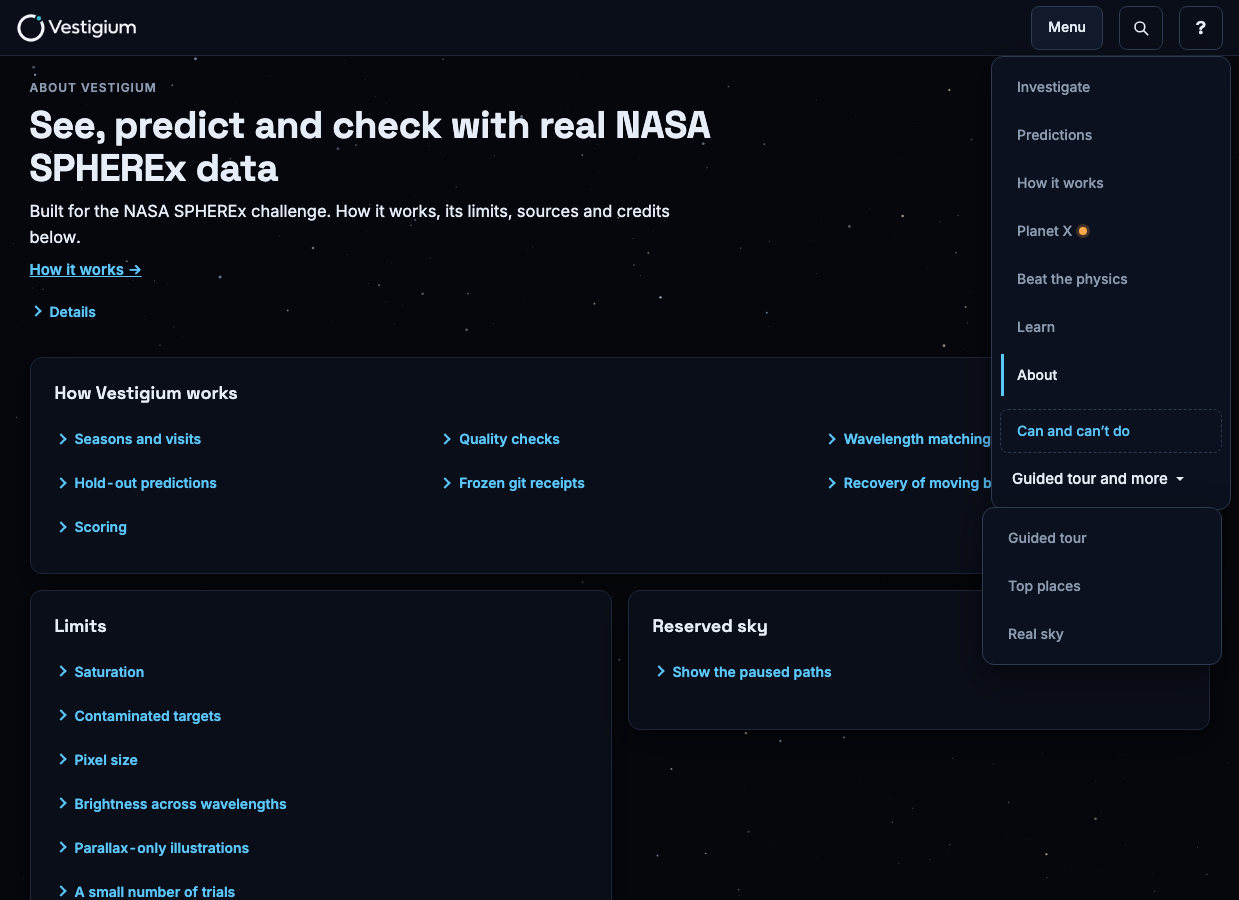 Vestigium
Menu
?
ABOUT VESTIGIUM
See, predict and check with real NASA
SPHEREx data
Built for the NASA SPHEREx challenge. How it works, its limits, sources and credits
below.
How it works →
Details
How Vestigium works
Seasons and visits
Quality checks
Wavelength matching
Hold-out predictions
Frozen git receipts
Recovery of moving b
Scoring
Limits
Saturation
Contaminated targets
Pixel size
Brightness across wavelengths
Parallax-only illustrations
A small number of trials
Reserved sky
Show the paused paths
Investigate
Predictions
How it works
Planet X
Beat the physics
Learn
About
Can and can’t do
Guided tour and more
Guided tour
Top places
Real sky